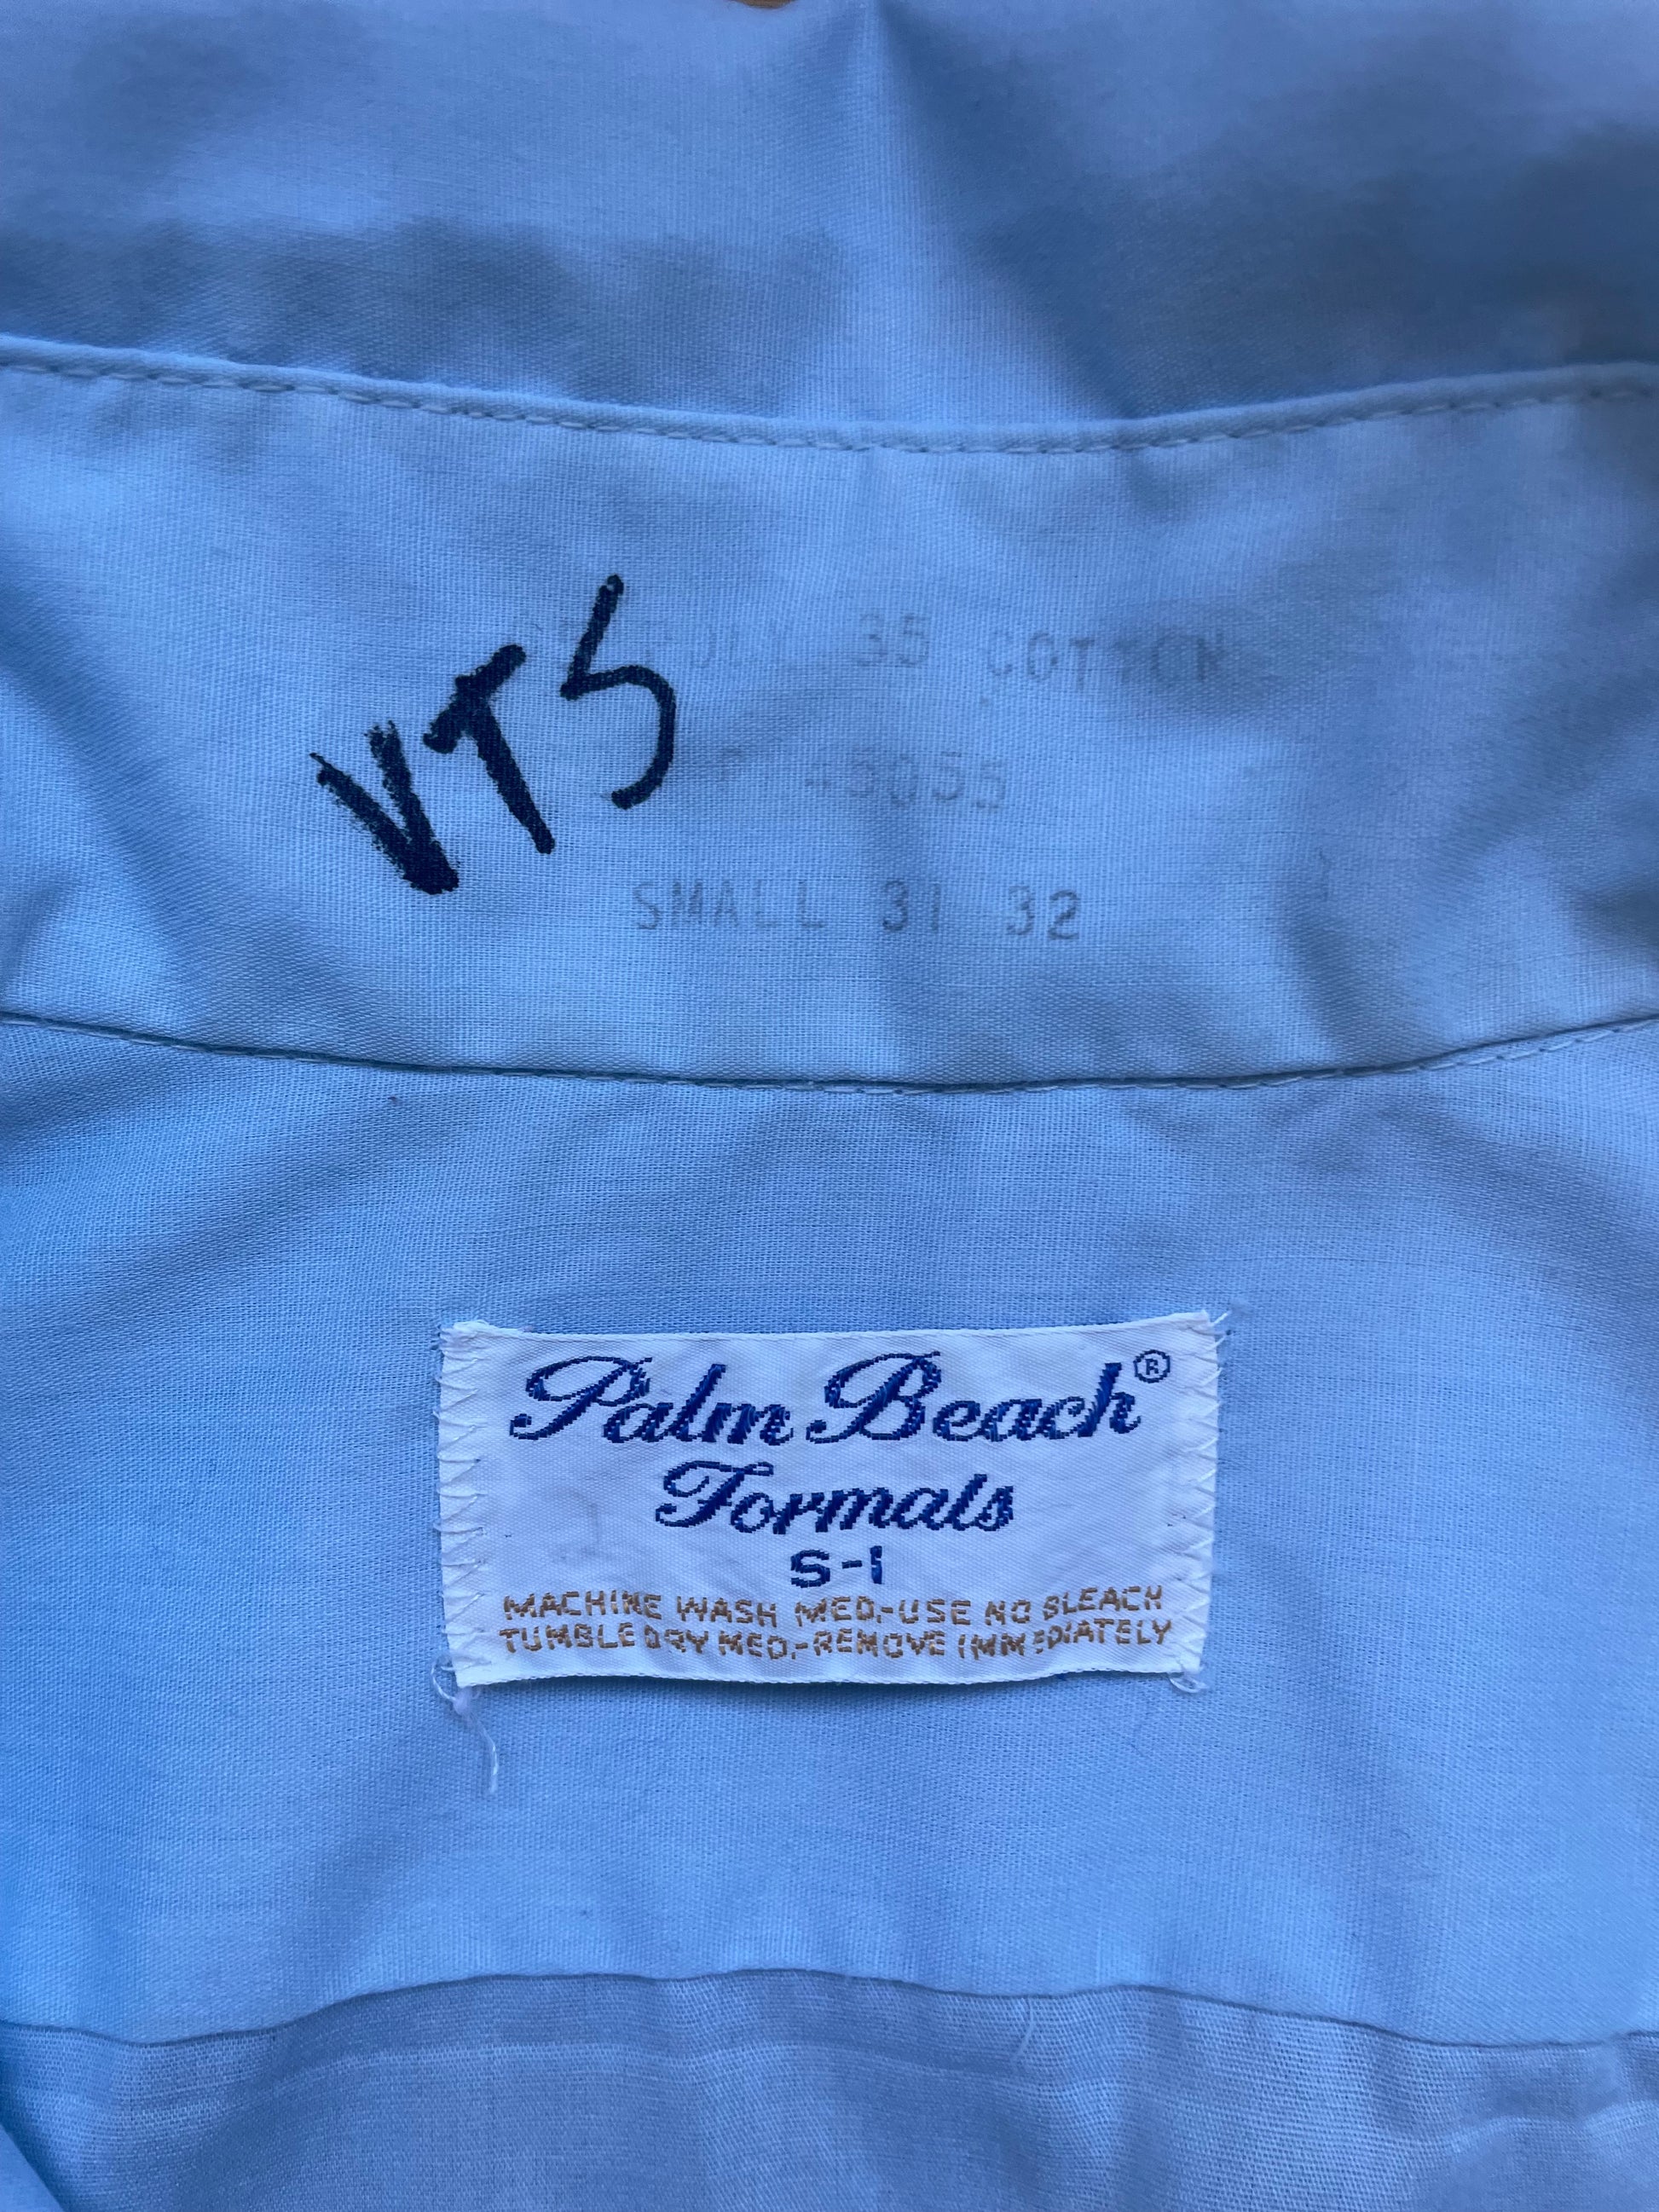 VTS
35 COTTON
SMALL 31 32
Palm Beach®
Formals
S-1
MACHINE WASH MED,-USE NO BLEACH
TUMBLE DRY MED,-REMOVE IMMEDIATELY